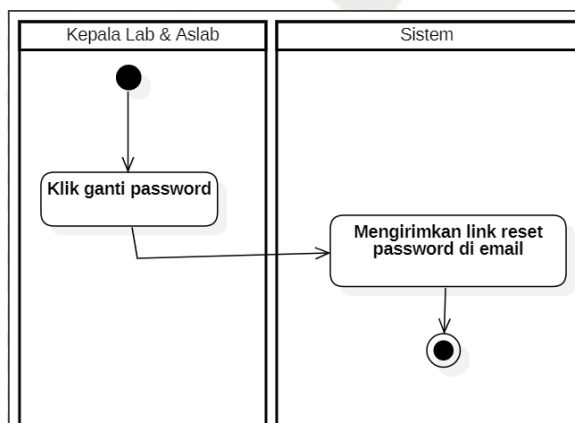 Kepala Lab & Aslab
Sistem
Klik ganti password
Mengirimkan link reset
password di email